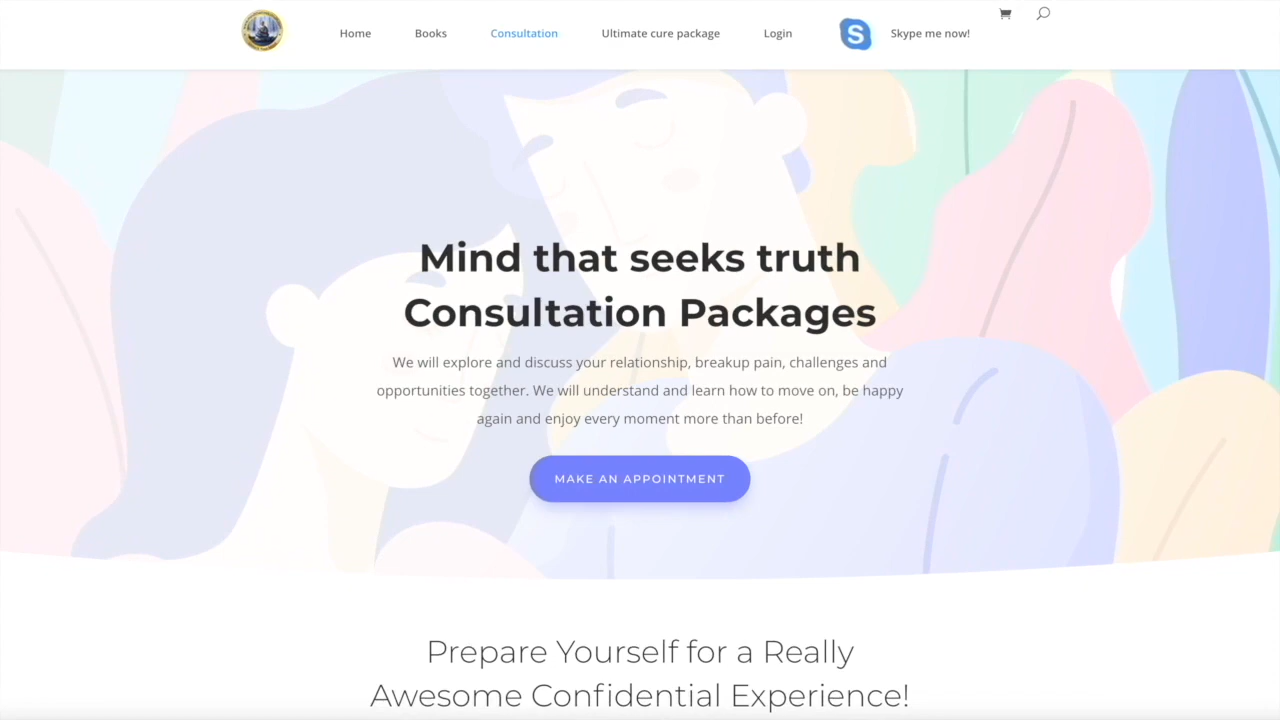 Home
Books
Consultation
Ultimate cure package
Login
S
Skype me now!
Mind that seeks truth
Consultation Packages
We will explore and discuss your relationship, breakup pain, challenges and
opportunities together. We will understand and learn how to move on, be happy
again and enjoy every moment more than before!
MAKE AN APPOINTMENT
Prepare Yourself for a Really
Awesome Confidential Experience!